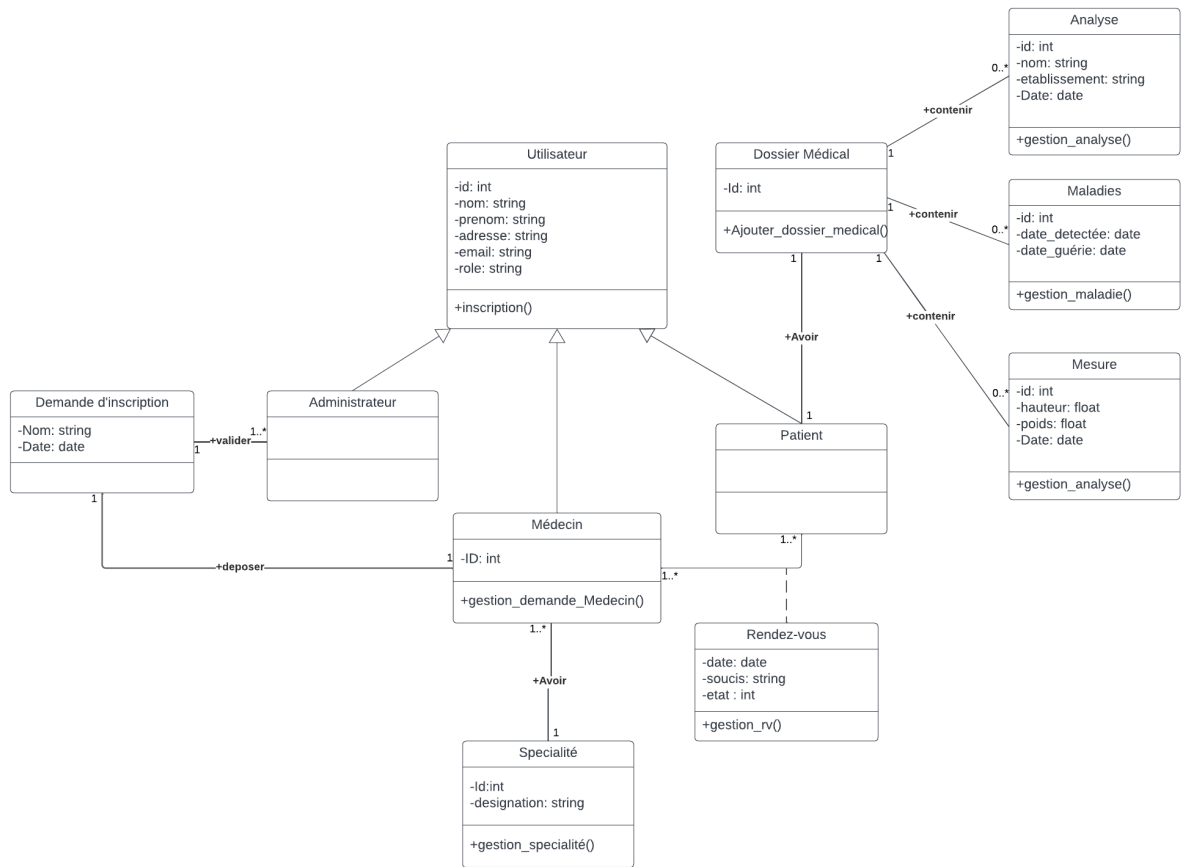 Analyse
-id: int
-nom: string
-etablissement: string
-Date: date
+gestion_analyse()
0..*
+contenir
1
Utilisateur
-id: int
-nom: string
-prenom: string
-adresse: string
-email: string
-role: string
+inscription()
Dossier Médical
-Id: int
+Ajouter_dossier_medical()
1
+contenir
0..*
Maladies
-id: int
-date_detectée: date
-date_guérie: date
+gestion_maladie()
1
1
+contenir
0..*
+Avoir
1
Mesure
-id: int
-hauteur: float
-poids: float
-Date: date
+gestion_analyse()
Demande d'inscription
-Nom: string
-Date: date
1
+valider
1..*
Administrateur
Patient
1..*
1
+deposer
1
Médecin
-ID: int
+gestion_demande_Medecin()
1..*
1..*
+Avoir
1
Rendez-vous
-date: date
-soucis: string
-etat : int
+gestion_rv()
Specialité
-Id:int
-designation: string
+gestion_specialité()